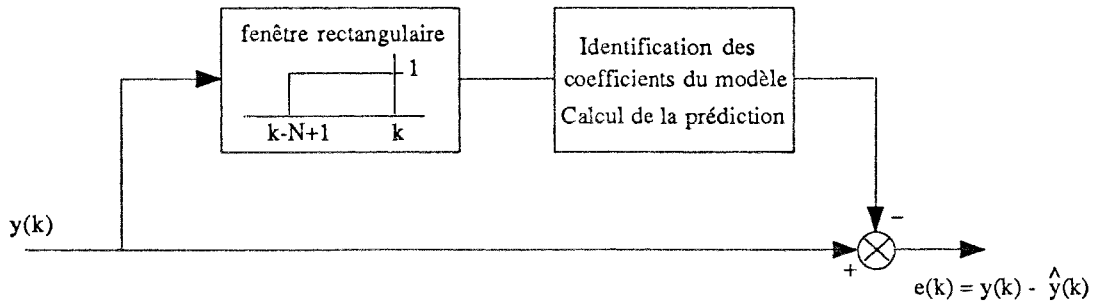 fenêtre rectangulaire
1
k-N+1 k
Identification des
coefficients du modèle
Calcul de la prédiction
y(k)
−
+
e(k) = y(k) - ŷ(k)